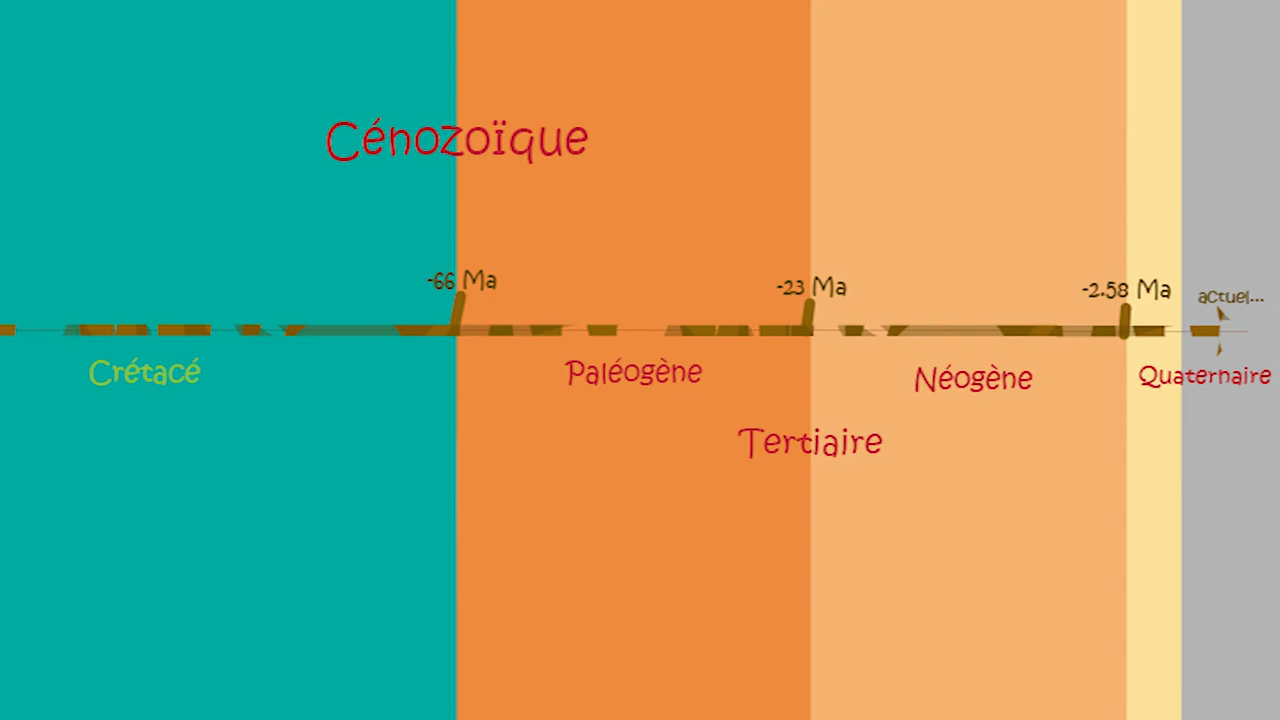 Cénozoïque
-66 Ma
-23 Ma
-2.58 Ma
actuel...
Crétacé
Paléogène
Néogène
Quaternaire
Tertiaire